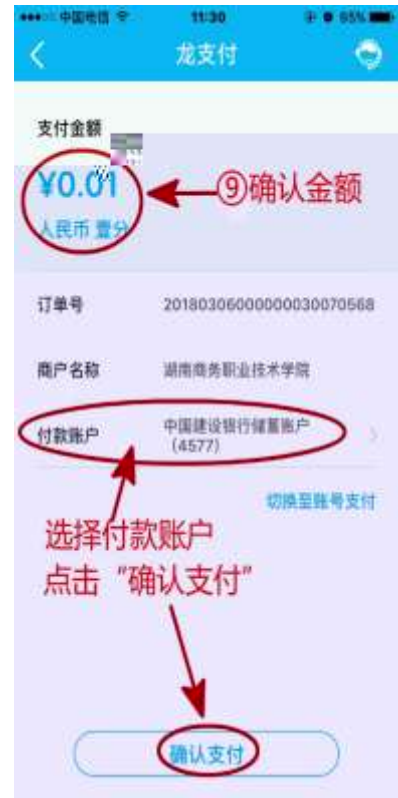 中国电信 11:30 65%
龙支付
支付金额
¥0.01
⑨确认金额
人民币 壹分
订单号 20180306000000030070568
商户名称 湖南商务职业技术学院
付款账户 中国建设银行储蓄账户
(4577)
切换至账号支付
选择付款账户
点击“确认支付”
确认支付